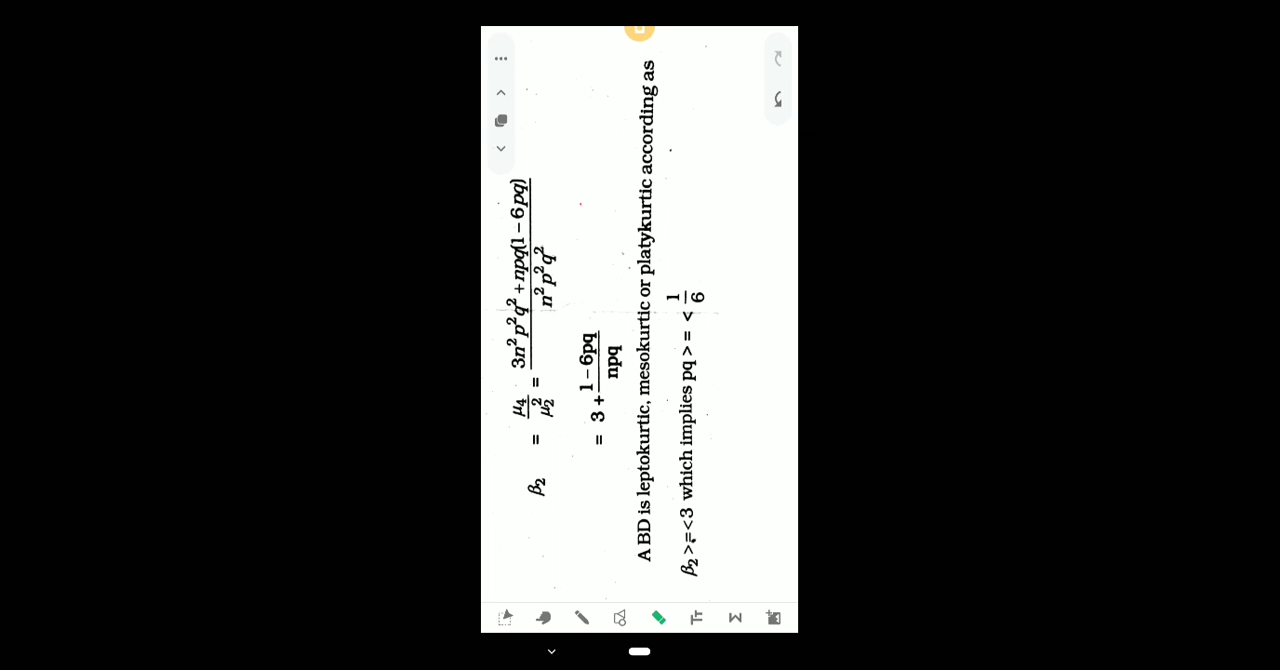 β₂ = μ₄/μ₂² = 3n²p²q² + npq(1 – 6pq)/n²p²q²
= 3 + 1 – 6pq/npq
A BD is leptokurtic, mesokurtic or platykurtic according as
β₂ >=<3 which implies pq > = < 1/6